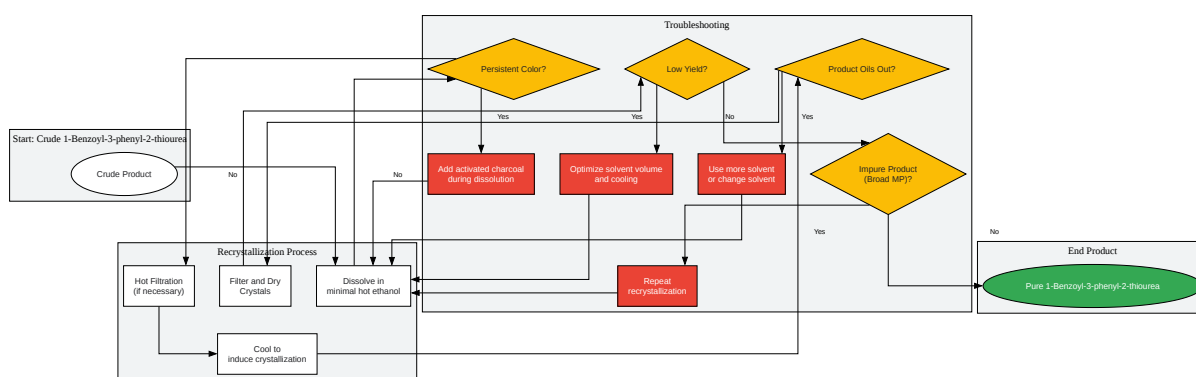 Troubleshooting
Persistent Color?
Low Yield?
Product Oils Out?
Yes
Yes
No
Yes
Start: Crude 1-Benzoyl-3-phenyl-2-thiourea
Crude Product
No
No
Add activated charcoal
during dissolution
Optimize solvent volume
and cooling
Use more solvent
or change solvent
Impure Product
(Broad MP)?
Yes
No
Recrystallization Process
Hot Filtration
(if necessary)
Filter and Dry
Crystals
Dissolve in
minimal hot ethanol
Repeat
recrystallization
End Product
Pure 1-Benzoyl-3-phenyl-2-thiourea
Cool to
induce crystallization